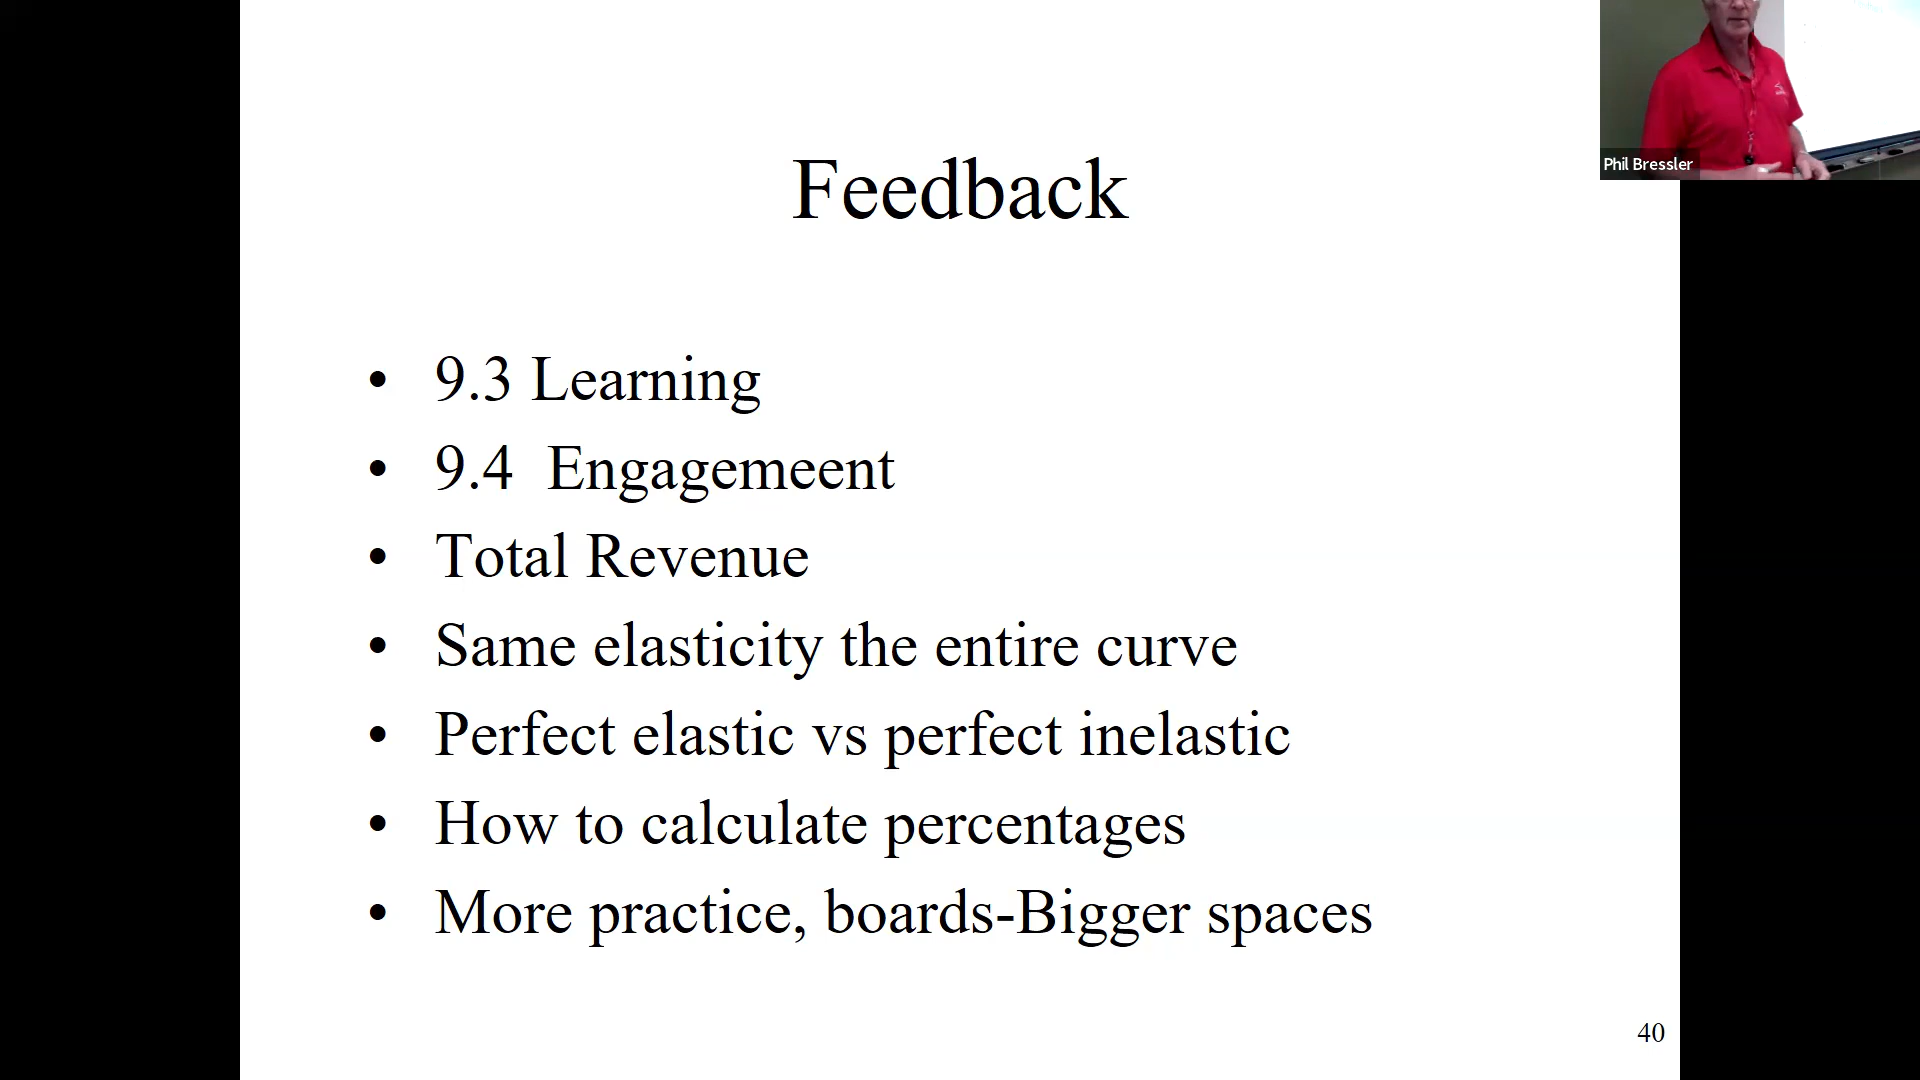 Phil Bressler
Feedback
• 9.3 Learning
• 9.4 Engagemeent
• Total Revenue
• Same elasticity the entire curve
• Perfect elastic vs perfect inelastic
• How to calculate percentages
• More practice, boards-Bigger spaces
40